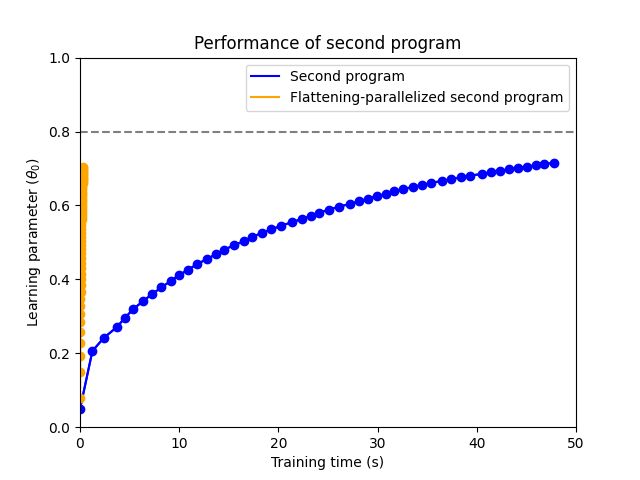 Performance of second program
1.0
0.8
0.6
0.4
0.2
0.0
Learning parameter (θ₀)
Second program
Flattening-parallelized second program
0 10 20 30 40 50
Training time (s)